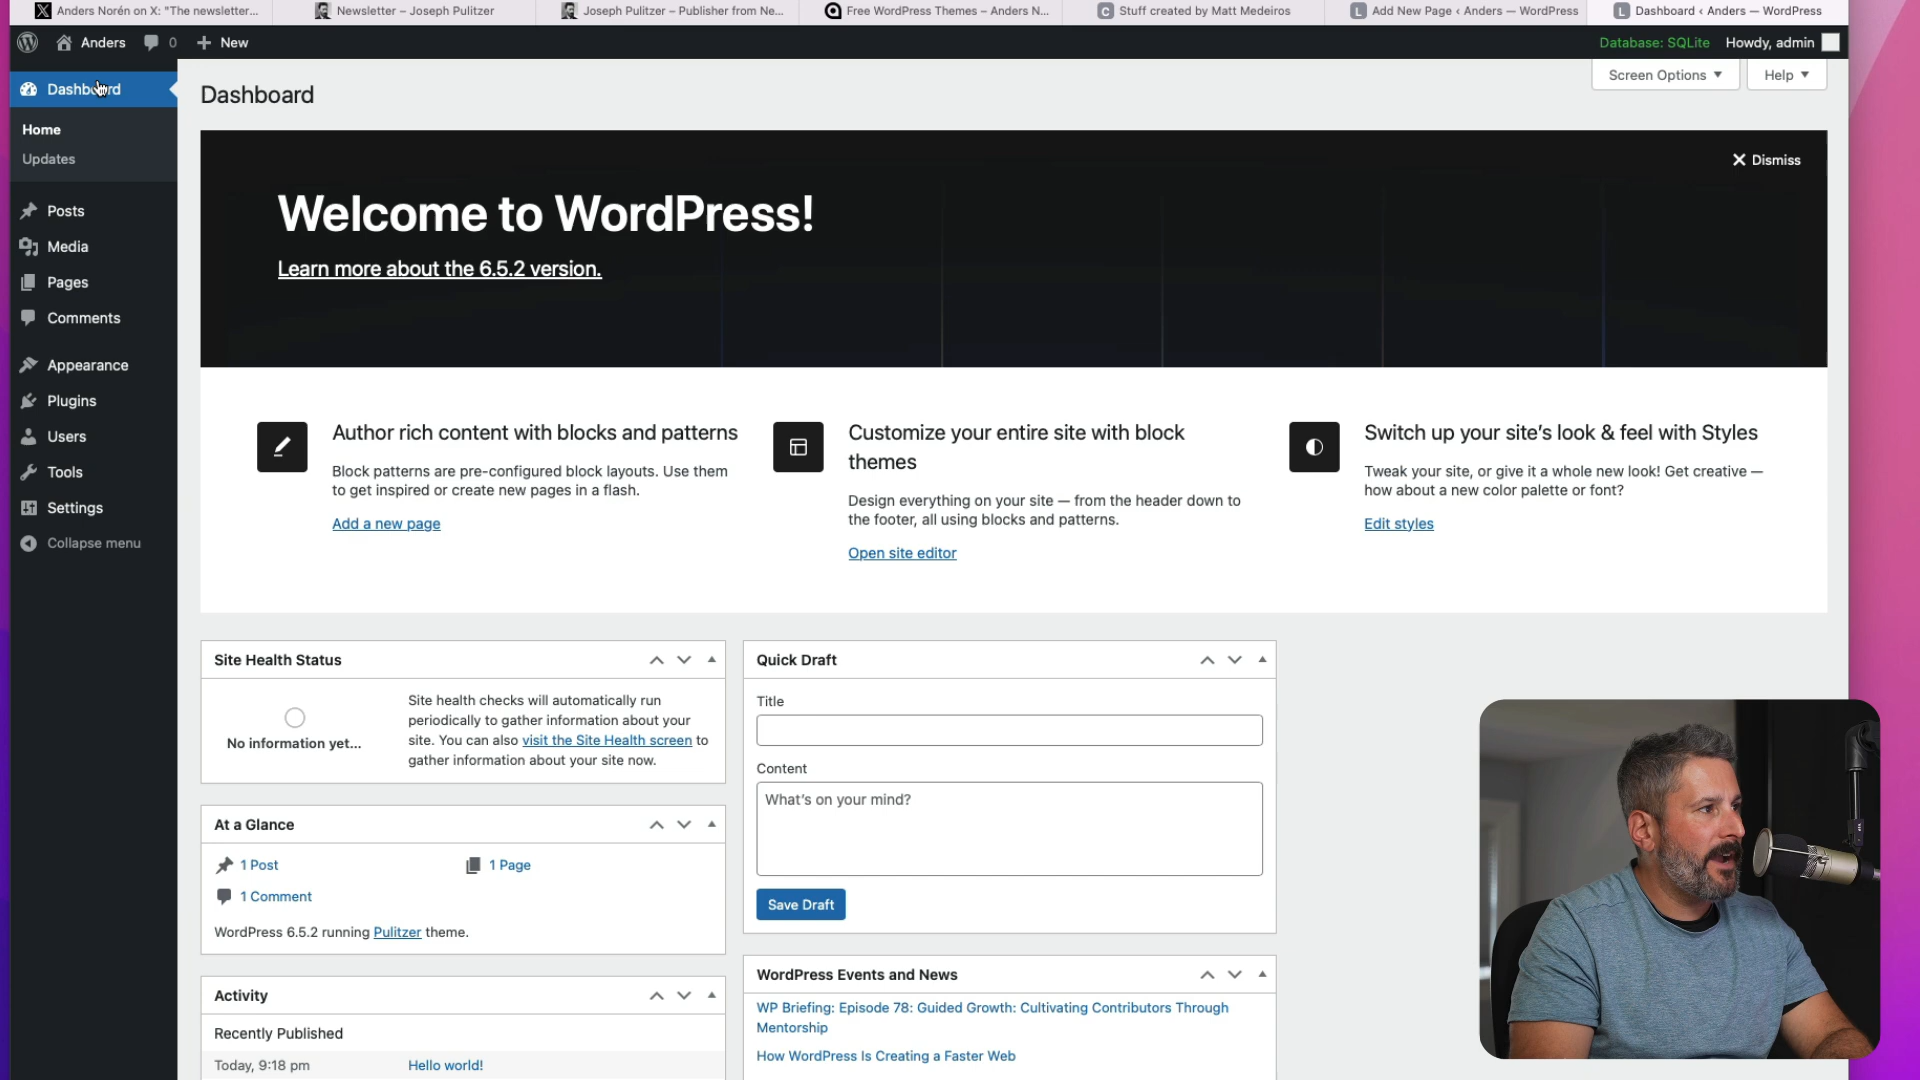 Anders Norén on X: "The newsletter...
Newsletter – Joseph Pulitzer
Joseph Pulitzer – Publisher from Ne...
Free WordPress Themes – Anders N...
Stuff created by Matt Medeiros
Add New Page ‹ Anders — WordPress
Dashboard ‹ Anders — WordPress
Anders
0
New
Database: SQLite
Howdy, admin
Dashboard
Home
Updates
Posts
Media
Pages
Comments
Appearance
Plugins
Users
Tools
Settings
Collapse menu
Screen Options
Help
Dashboard
Dismiss
Welcome to WordPress!
Learn more about the 6.5.2 version.
Author rich content with blocks and patterns
Block patterns are pre-configured block layouts. Use them
to get inspired or create new pages in a flash.
Add a new page
Customize your entire site with block
themes
Design everything on your site — from the header down to
the footer, all using blocks and patterns.
Open site editor
Switch up your site’s look & feel with Styles
Tweak your site, or give it a whole new look! Get creative —
how about a new color palette or font?
Edit styles
Site Health Status
No information yet...
Site health checks will automatically run
periodically to gather information about your
site. You can also visit the Site Health screen to
gather information about your site now.
At a Glance
1 Post
1 Page
1 Comment
WordPress 6.5.2 running Pulitzer theme.
Activity
Recently Published
Today, 9:18 pm
Hello world!
Quick Draft
Title
Content
What’s on your mind?
Save Draft
WordPress Events and News
WP Briefing: Episode 78: Guided Growth: Cultivating Contributors Through
Mentorship
How WordPress Is Creating a Faster Web